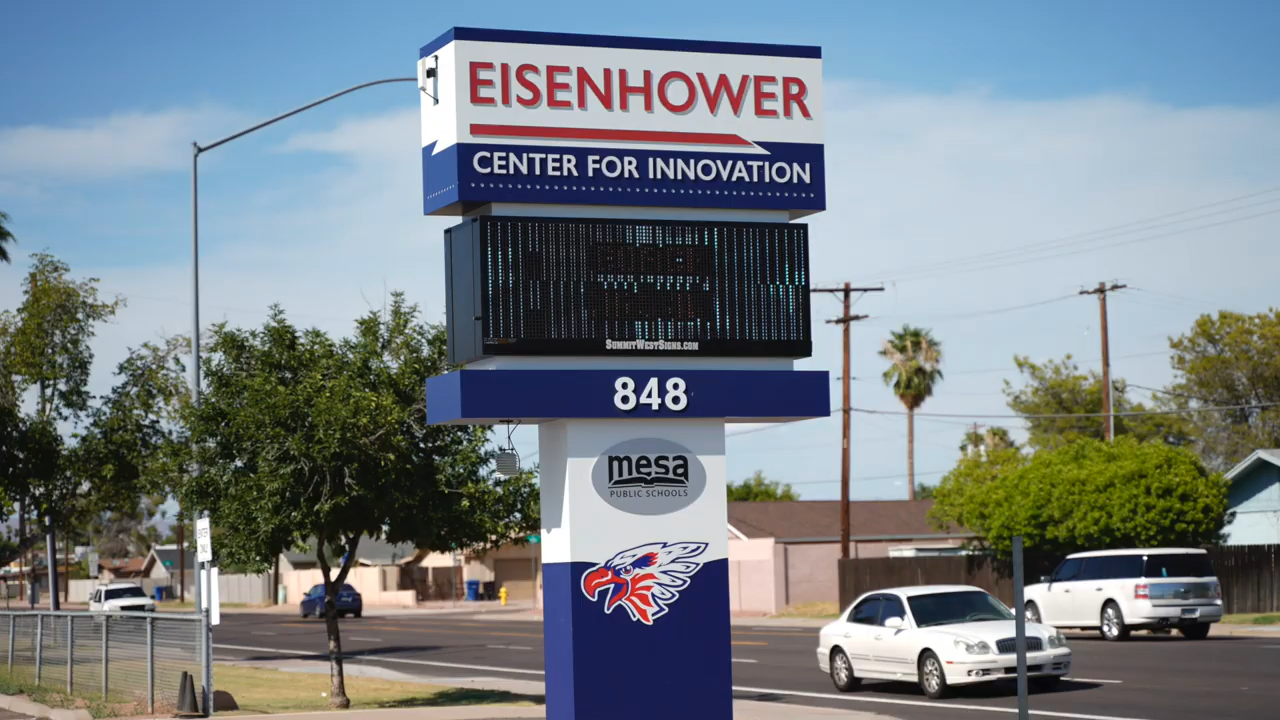 EISENHOWER
CENTER FOR INNOVATION
SUMMITWESTSIGNS.COM
848
mesa
PUBLIC SCHOOLS